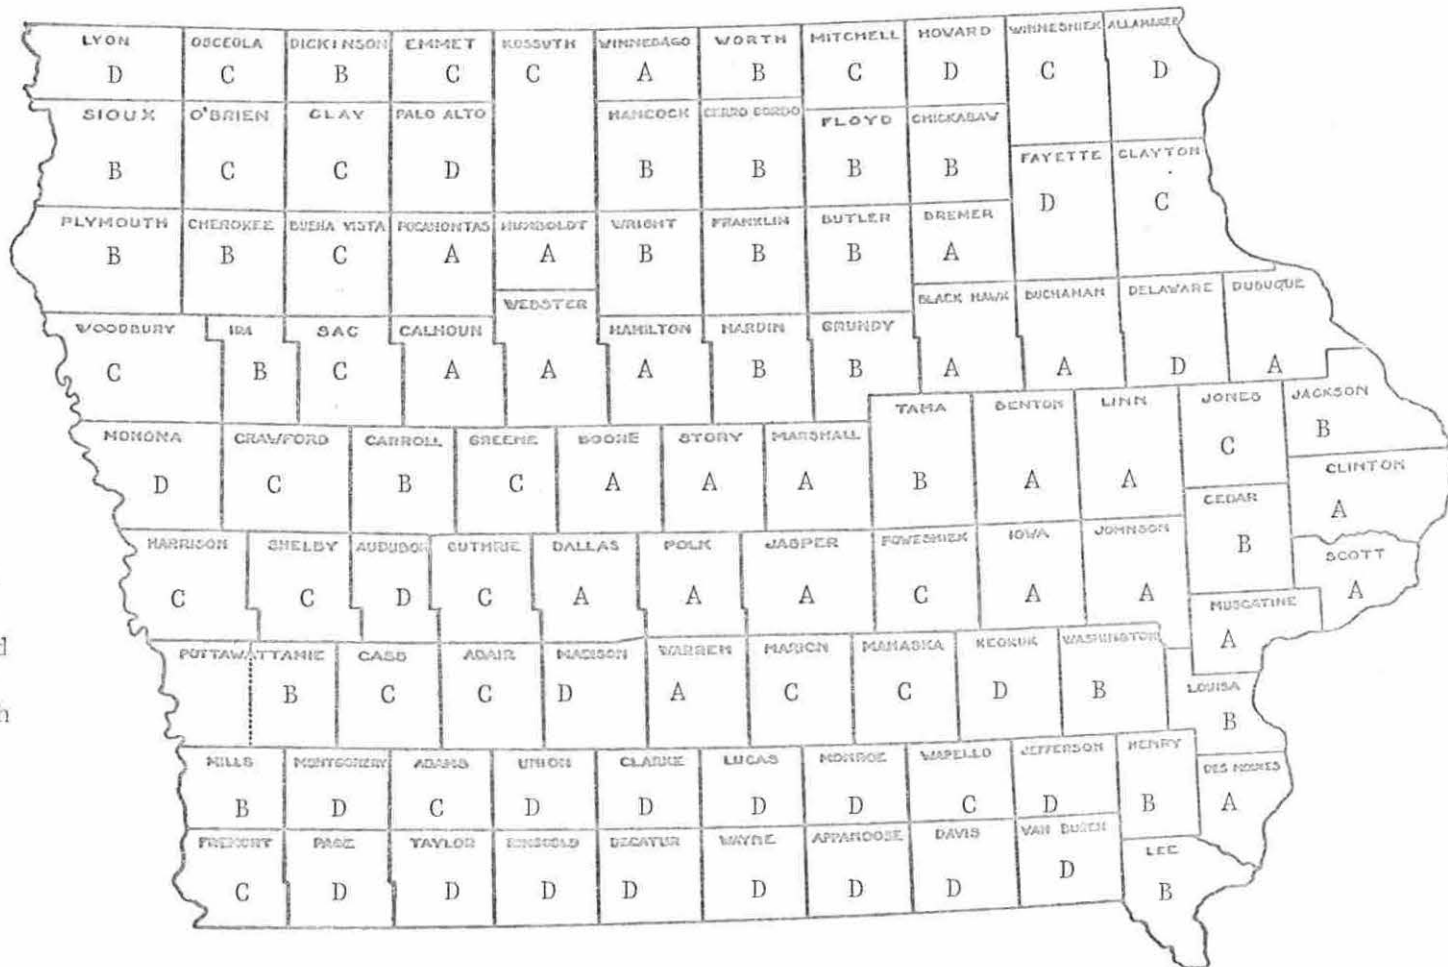 LYON OSCEOLA DICKINSON EMMET KOSSUTH WINNEBAGO WORTH MITCHELL HOWARD WINNESHIEK ALLAMAKEE
D C B C C A B C D C D
SIOUX O'BRIEN CLAY PALO ALTO HANCOCK CERRO GORDO FLOYD CHICKASAW
B C C D B B B B
FAYETTE CLAYTON
D C
PLYMOUTH CHEROKEE BUENA VISTA POCAHONTAS HUMBOLDT WRIGHT FRANKLIN BUTLER BREMER
B B C A A B B B A
WEBSTER BLACK HAWK BUCHANAN DELAWARE DUBUQUE
WOODBURY IDA SAC CALHOUN HAMILTON HARDIN GRUNDY
C B C A A A B B A A D A
TAMA BENTON LINN JONES JACKSON
MONONA CRAWFORD CARROLL GREENE BOONE STORY MARSHALL
C B
CLINTON
D C B C A A A B A A
CEDAR
A
HARRISON SHELBY AUDUBON GUTHRIE DALLAS POLK JASPER POWESHIEK IOWA JOHNSON
B
SCOTT
C C D C A A A C A A A
MUSCATINE
A
POTTAWATTAMIE CASS ADAIR MADISON WARREN MARION MAHASKA KEOKUK WASHINGTON
d
B C C D A C C D B
LOUISA
h
B
MILLS MONTGOMERY ADAMS UNION CLARKE LUCAS MONROE WAPELLO JEFFERSON HENRY DES MOINES
B D C D D D D C D B A
FREMONT PAGE TAYLOR RINGGOLD DECATUR WAYNE APPANOOSE DAVIS VAN BUREN LEE
C D D D D D D D D B